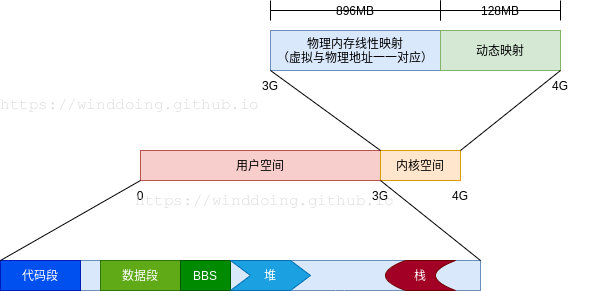 896MB 128MB
物理内存线性映射
（虚拟与物理地址一一对应）
动态映射
3G 4G
https://winddoing.github.io
用户空间 内核空间
0 3G 4G
https://winddoing.github.io
代码段 数据段 BBS 堆 栈